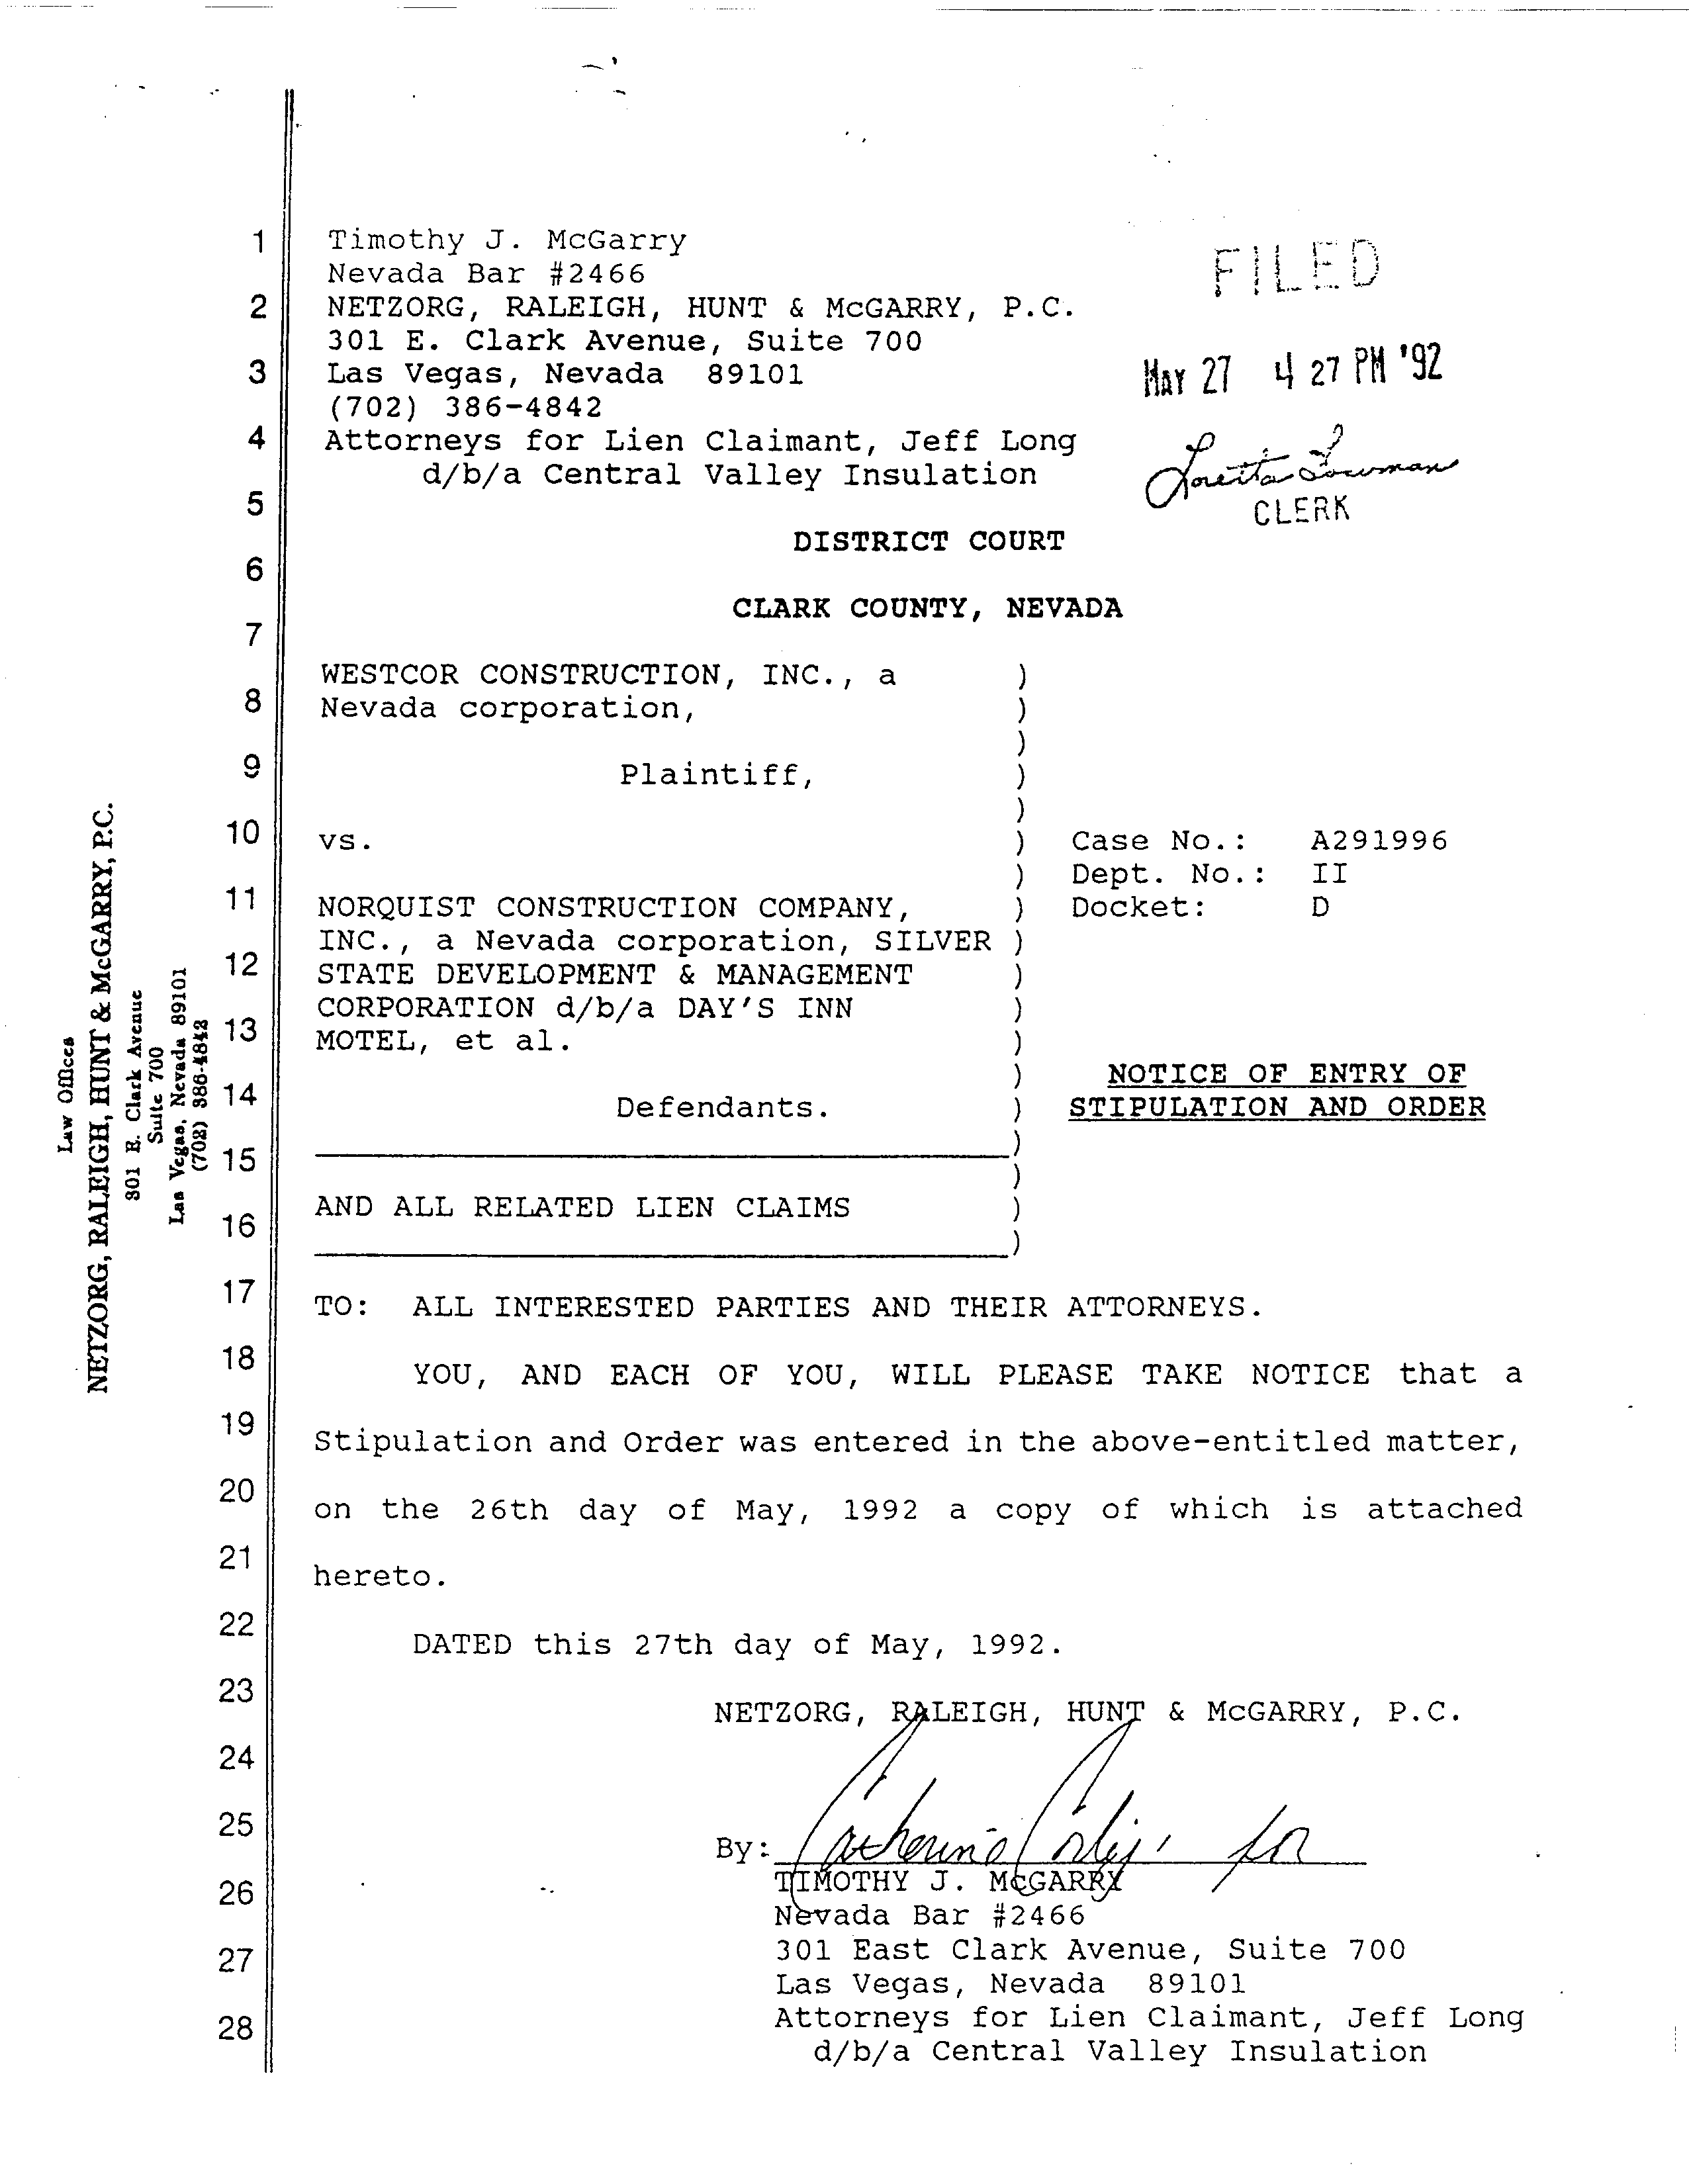 Timothy J. McGarry
Nevada Bar #2466
NETZORG, RALEIGH, HUNT & McGARRY, P.C.
301 E. Clark Avenue, Suite 700
Las Vegas, Nevada 89101
(702) 386-4842
Attorneys for Lien Claimant, Jeff Long
d/b/a Central Valley Insulation
FILED
MAY 27 4 27 PM '92
Loretta Bowman
CLERK
DISTRICT COURT
CLARK COUNTY, NEVADA
WESTCOR CONSTRUCTION, INC., a )
Nevada corporation, )
)
Plaintiff, )
)
vs. ) Case No.: A291996
) Dept. No.: II
NORQUIST CONSTRUCTION COMPANY, ) Docket: D
INC., a Nevada corporation, SILVER )
STATE DEVELOPMENT & MANAGEMENT )
CORPORATION d/b/a DAY'S INN )
MOTEL, et al. )
) NOTICE OF ENTRY OF
Defendants. ) STIPULATION AND ORDER
)
)
AND ALL RELATED LIEN CLAIMS )
)
TO: ALL INTERESTED PARTIES AND THEIR ATTORNEYS.
YOU, AND EACH OF YOU, WILL PLEASE TAKE NOTICE that a
Stipulation and Order was entered in the above-entitled matter,
on the 26th day of May, 1992 a copy of which is attached
hereto.
DATED this 27th day of May, 1992.
NETZORG, RALEIGH, HUNT & McGARRY, P.C.
By: Catherine for
TIMOTHY J. McGARRY
Nevada Bar #2466
301 East Clark Avenue, Suite 700
Las Vegas, Nevada 89101
Attorneys for Lien Claimant, Jeff Long
d/b/a Central Valley Insulation
1
2
3
4
5
6
7
8
9
10
11
12
13
14
15
16
17
18
19
20
21
22
23
24
25
26
27
28
Law Offices
NETZORG, RALEIGH, HUNT & McGARRY, P.C.
301 E. Clark Avenue
Suite 700
Las Vegas, Nevada 89101
(702) 386-4842